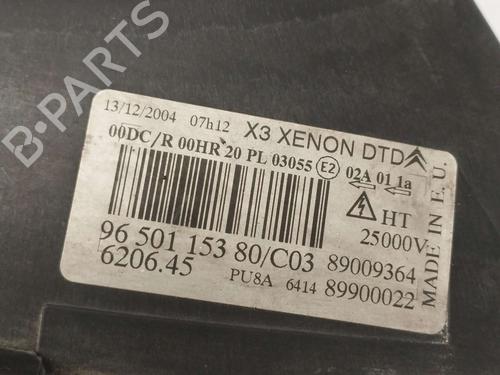 13/12/2004 07h12 X3 XENON DTD
00DC/R 00HR 20 PL 03055 E2 02A 01 1a
HT
25000V
96 501 153 80/C03 89009364
6206.45 PU8A 6414 89900022
MADE IN E.U.
B-PARTS